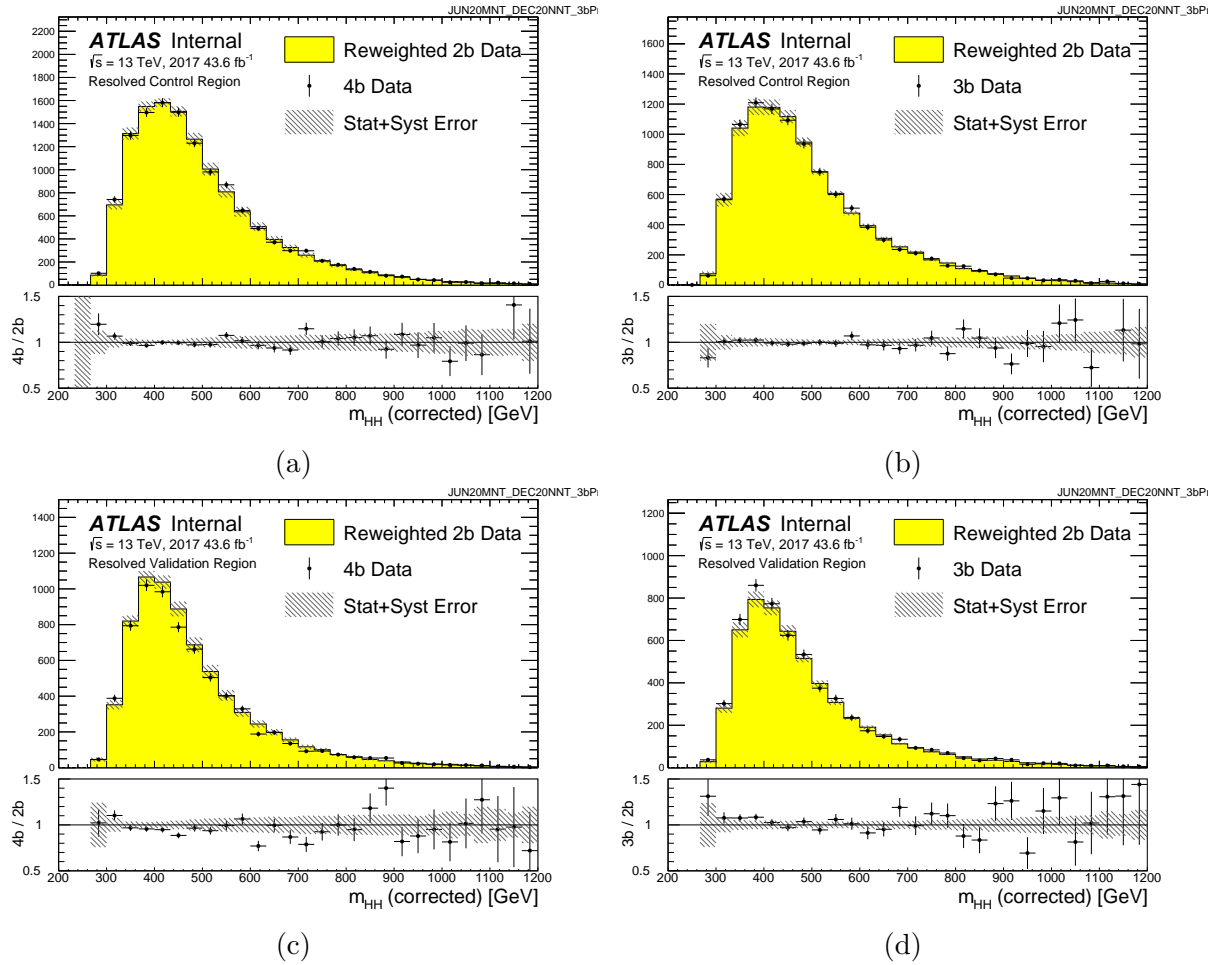 JUN20MNT_DEC20NNT_3bPr
ATLAS Internal
√s = 13 TeV, 2017 43.6 fb⁻¹
Resolved Control Region
Reweighted 2b Data
4b Data
Stat+Syst Error
2200
2000
1800
1600
1400
1200
1000
800
600
400
200
0
4b / 2b
1.5
1
0.5
200 300 400 500 600 700 800 900 1000 1100 1200
m_HH (corrected) [GeV]
(a)
JUN20MNT_DEC20NNT_3bPr
ATLAS Internal
√s = 13 TeV, 2017 43.6 fb⁻¹
Resolved Control Region
Reweighted 2b Data
3b Data
Stat+Syst Error
1600
1400
1200
1000
800
600
400
200
0
3b / 2b
1.5
1
0.5
200 300 400 500 600 700 800 900 1000 1100 1200
m_HH (corrected) [GeV]
(b)
JUN20MNT_DEC20NNT_3bPr
ATLAS Internal
√s = 13 TeV, 2017 43.6 fb⁻¹
Resolved Validation Region
Reweighted 2b Data
4b Data
Stat+Syst Error
1400
1200
1000
800
600
400
200
0
4b / 2b
1.5
1
0.5
200 300 400 500 600 700 800 900 1000 1100 1200
m_HH (corrected) [GeV]
(c)
JUN20MNT_DEC20NNT_3bPr
ATLAS Internal
√s = 13 TeV, 2017 43.6 fb⁻¹
Resolved Validation Region
Reweighted 2b Data
3b Data
Stat+Syst Error
1200
1000
800
600
400
200
0
3b / 2b
1.5
1
0.5
200 300 400 500 600 700 800 900 1000 1100 1200
m_HH (corrected) [GeV]
(d)